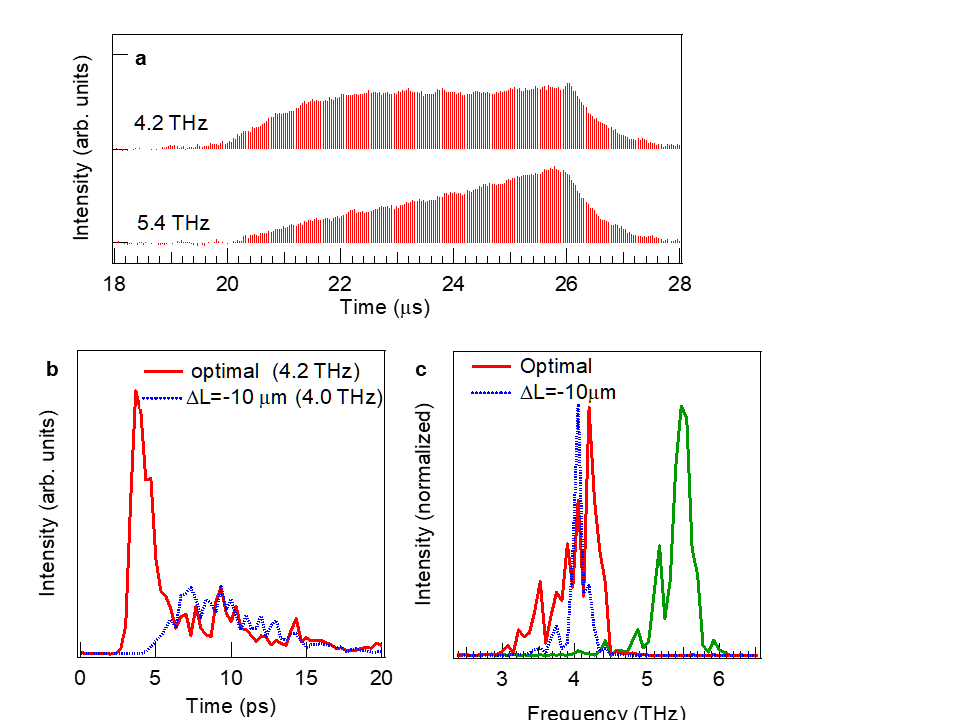 a
Intensity (arb. units)
4.2 THz
5.4 THz
18 20 22 24 26 28
Time (μs)
b
optimal (4.2 THz)
ΔL=-10 μm (4.0 THz)
Intensity (arb. units)
0 5 10 15 20
Time (ps)
c
Optimal
ΔL=-10μm
Intensity (normalized)
3 4 5 6
Frequency (THz)